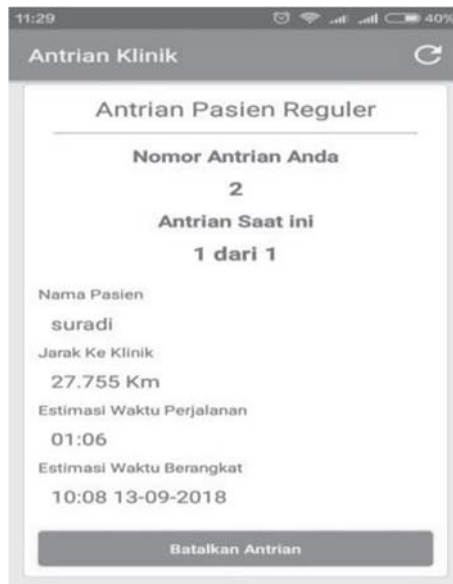 11:29
40%
Antrian Klinik
Antrian Pasien Reguler
Nomor Antrian Anda
2
Antrian Saat ini
1 dari 1
Nama Pasien
suradi
Jarak Ke Klinik
27.755 Km
Estimasi Waktu Perjalanan
01:06
Estimasi Waktu Berangkat
10:08 13-09-2018
Batalkan Antrian